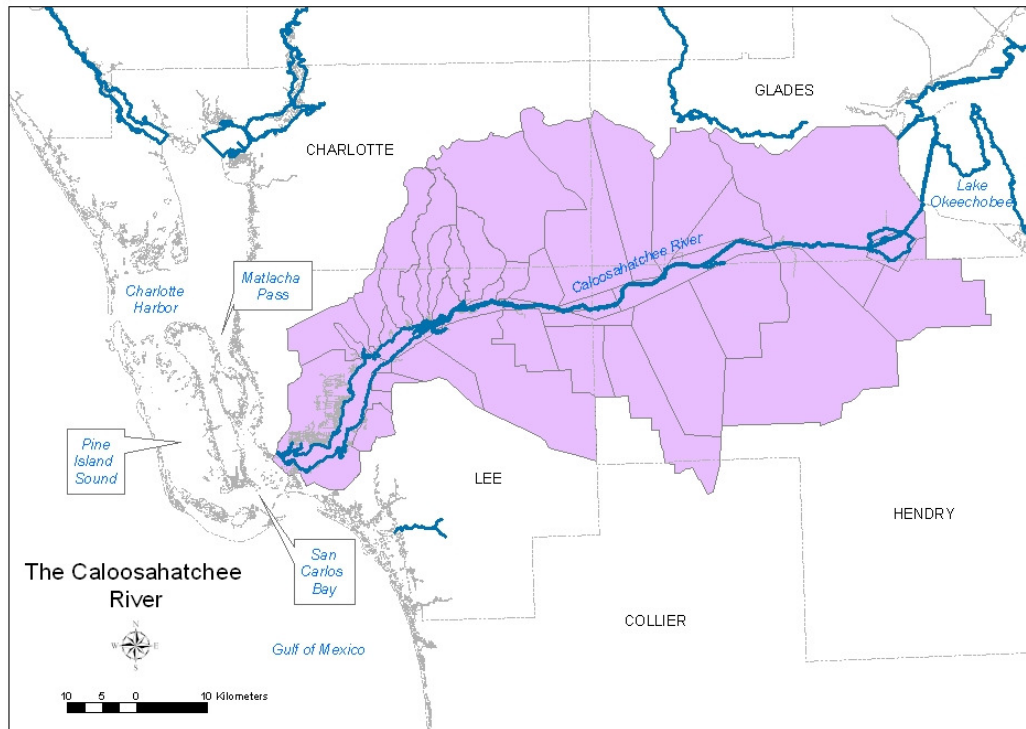 GLADES
CHARLOTTE
Lake
Okeechobee
Caloosahatchee River
Matlacha
Pass
Charlotte
Harbor
Pine
Island
Sound
LEE
HENDRY
San
Carlos
Bay
The Caloosahatchee
River
COLLIER
N
W E
S
Gulf of Mexico
10 5 0 10 Kilometers